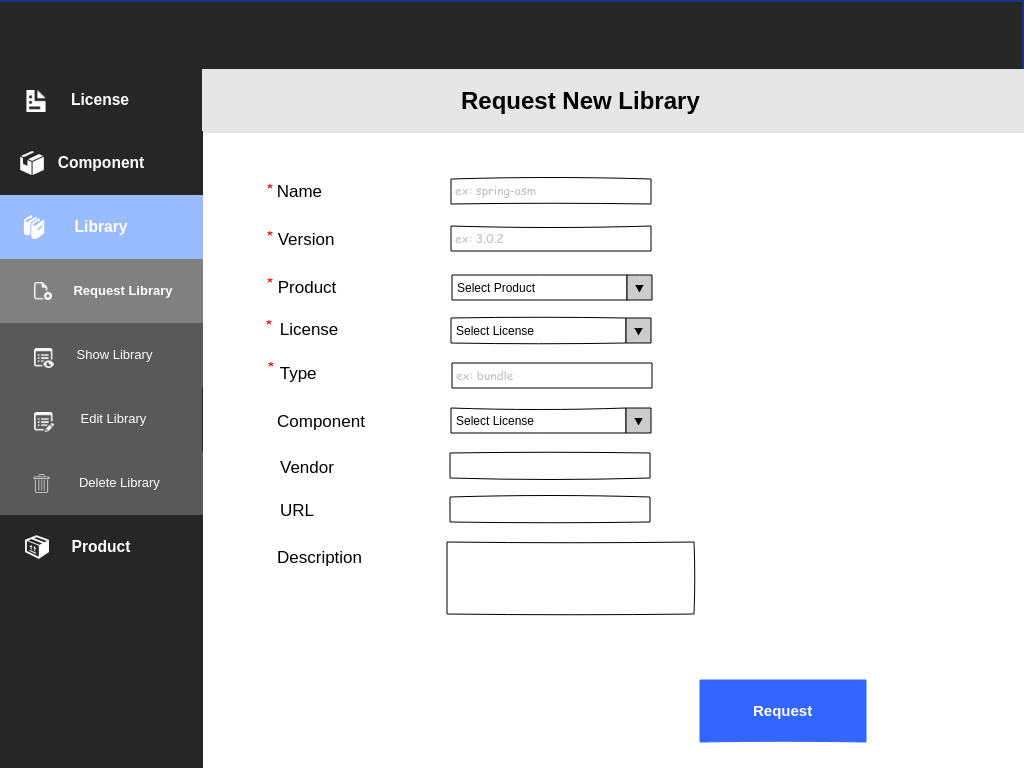 License
Component
Library
Request Library
Show Library
Edit Library
Delete Library
Product
Request New Library
* Name ex: spring-asm
* Version ex: 3.0.2
* Product Select Product
* License Select License
* Type ex: bundle
Component Select License
Vendor
URL
Description
Request